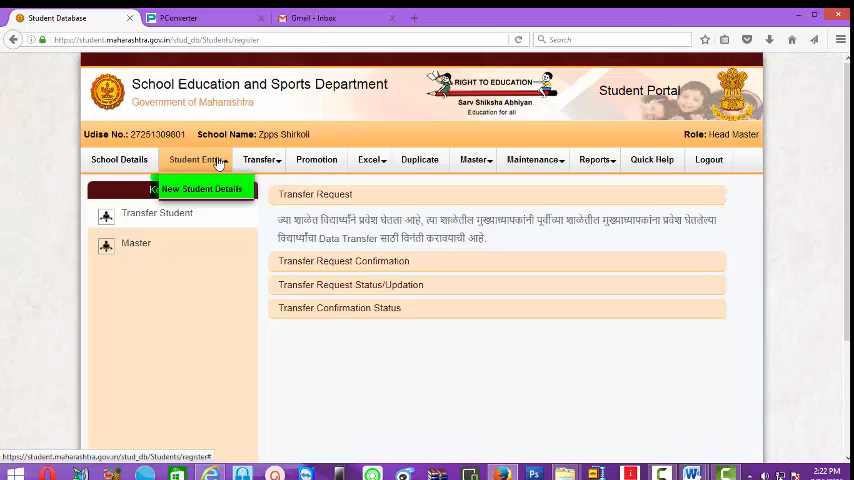 Student Database
PConverter
Gmail - Inbox
https://student.maharashtra.gov.in/stud_db/Students/register
Search
School Education and Sports Department
Government of Maharashtra
RIGHT TO EDUCATION
Sarv Shiksha Abhiyan
Education for all
Student Portal
Udise No.: 27251309801 School Name: Zpps Shirkoli Role: Head Master
School Details Student Entry Transfer Promotion Excel Duplicate Master Maintenance Reports Quick Help Logout
New Student Details
Transfer Student
Master
Transfer Request
ज्या शाळेत विद्यार्थ्याने प्रवेश घेतला आहे, त्या शाळेतील मुख्याध्यापकांनी पूर्वीच्या शाळेतील मुख्याध्यापकांना प्रवेश घेतलेल्या
विद्यार्थ्यांचा Data Transfer साठी विनंती करावयाची आहे.
Transfer Request Confirmation
Transfer Request Status/Updation
Transfer Confirmation Status
https://student.maharashtra.gov.in/stud_db/Students/register#
2:22 PM